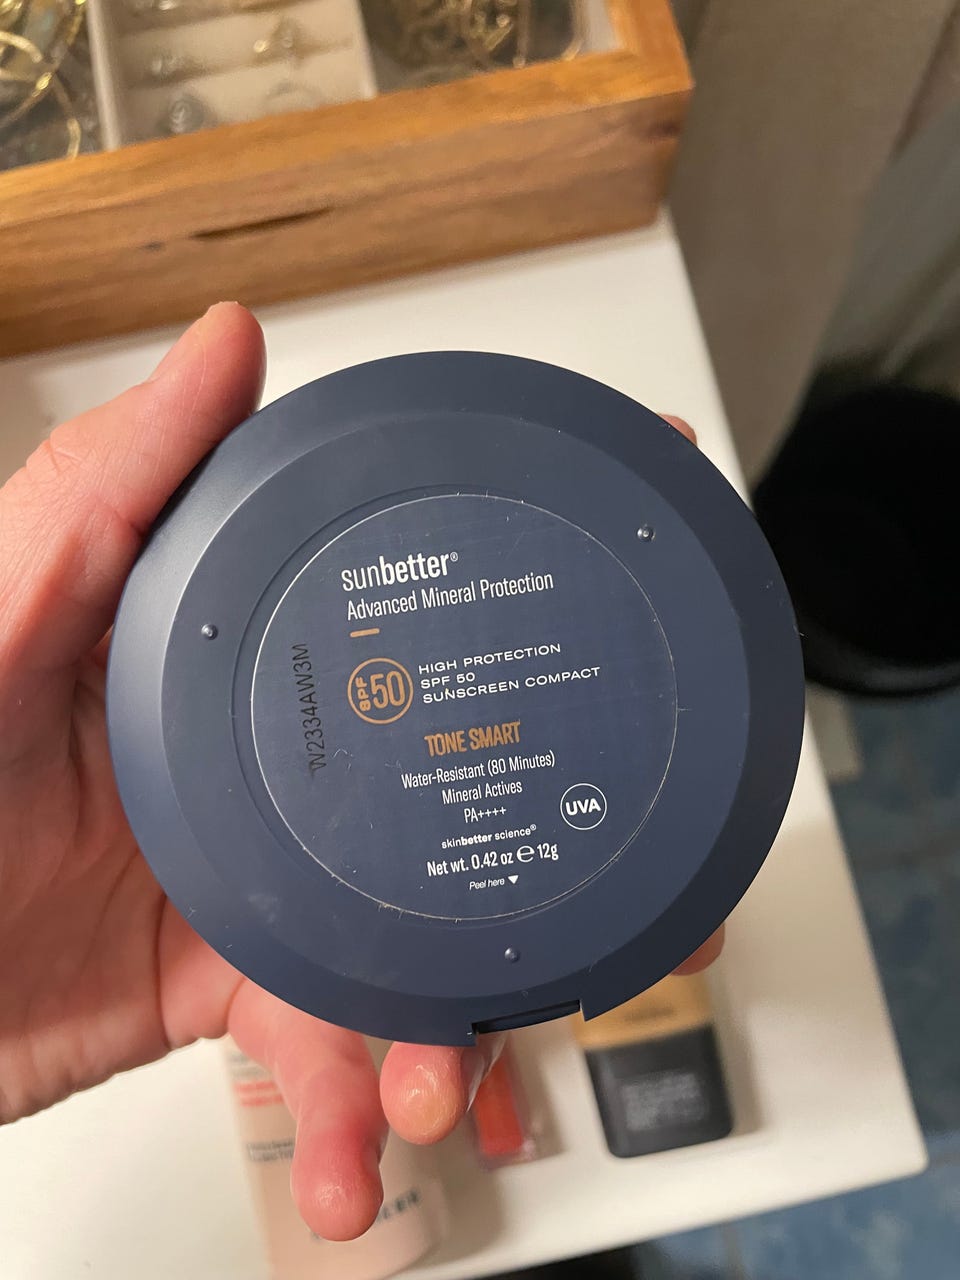 sunbetter®
Advanced Mineral Protection
SPF 50
HIGH PROTECTION
SPF 50
SUNSCREEN COMPACT
TONE SMART
Water-Resistant (80 Minutes)
Mineral Actives
PA++++
UVA
skinbetter science®
Net wt. 0.42 oz ℮ 12g
Peel here ▼
W2334AW3M